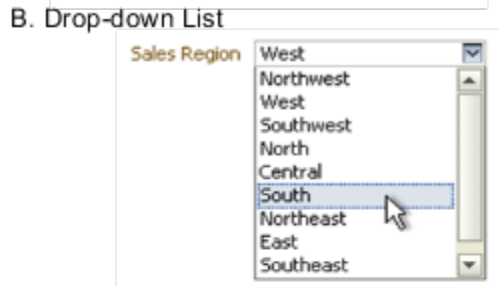 B. Drop-down List
Sales Region West
Northwest
West
Southwest
North
Central
South
Northeast
East
Southeast